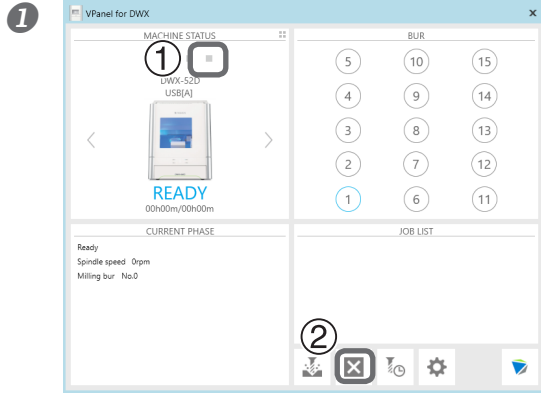 1
VPanel for DWX
MACHINE STATUS
1
DWX-52D
USB[A]
READY
00h00m/00h00m
BUR
5 10 15
4 9 14
3 8 13
2 7 12
1 6 11
CURRENT PHASE
Ready
Spindle speed 0rpm
Milling bur No.0
JOB LIST
2